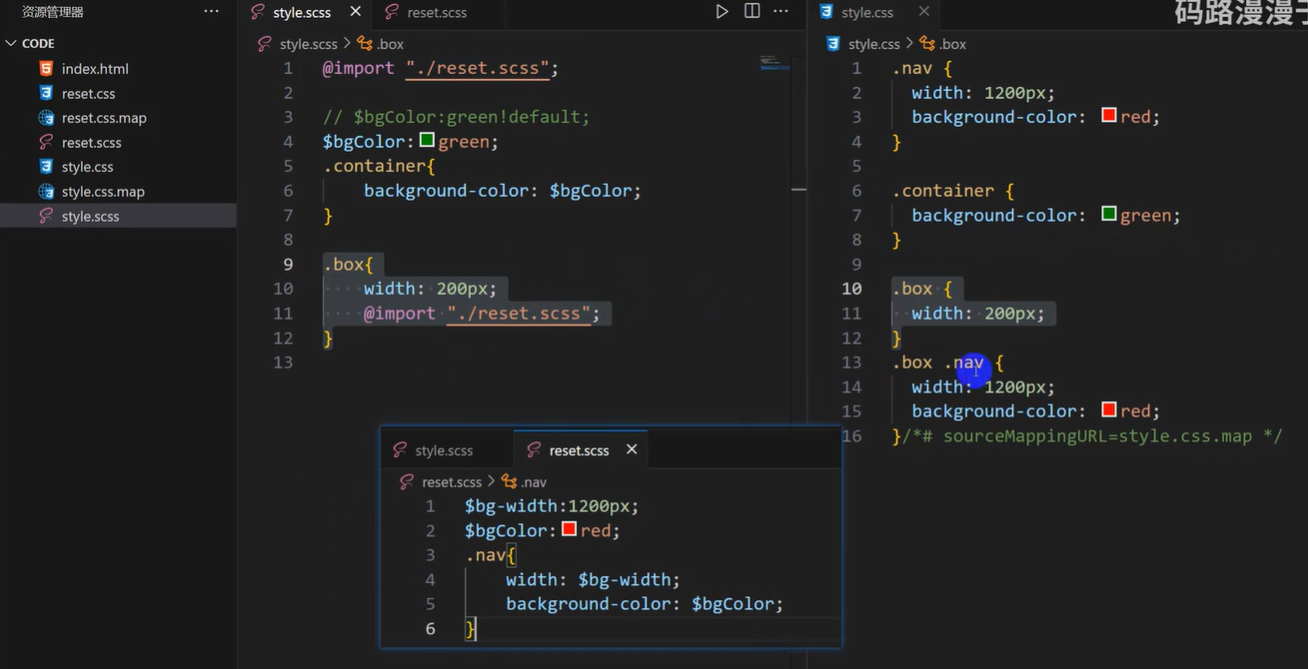 资源管理器 ···
CODE
index.html
reset.css
reset.css.map
reset.scss
style.css
style.css.map
style.scss
style.scss × reset.scss ···
style.scss > .box
1 @import "./reset.scss";
2
3 // $bgColor:green!default;
4 $bgColor: green;
5 .container{
6 background-color: $bgColor;
7 }
8
9 .box{
10 ····width: 200px;
11 ····@import·"./reset.scss";
12 }
13
style.scss reset.scss ×
reset.scss > .nav
1 $bg-width:1200px;
2 $bgColor: red;
3 .nav{
4 width: $bg-width;
5 background-color: $bgColor;
6 }
style.css ×
码路漫漫
style.css > .box
1 .nav {
2 width: 1200px;
3 background-color: red;
4 }
5
6 .container {
7 background-color: green;
8 }
9
10 .box·{
11 ··width:·200px;
12 }
13 .box .nav {
14 width: 1200px;
15 background-color: red;
16 }/*# sourceMappingURL=style.css.map */